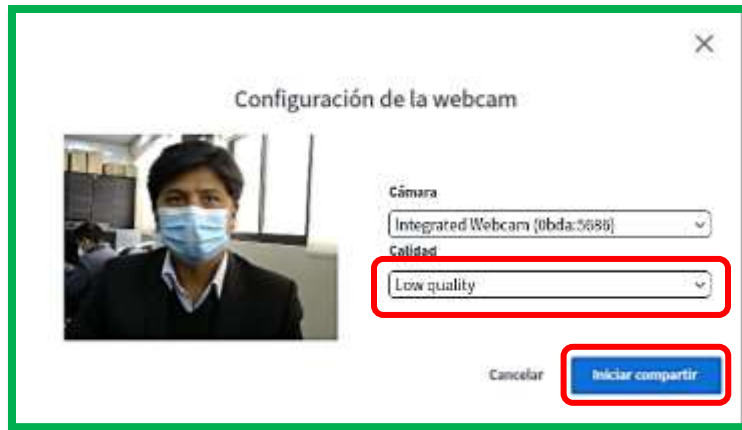 Configuración de la webcam
Cámara
Integrated Webcam (0bda:5686)
Calidad
Low quality
Cancelar
Iniciar compartir